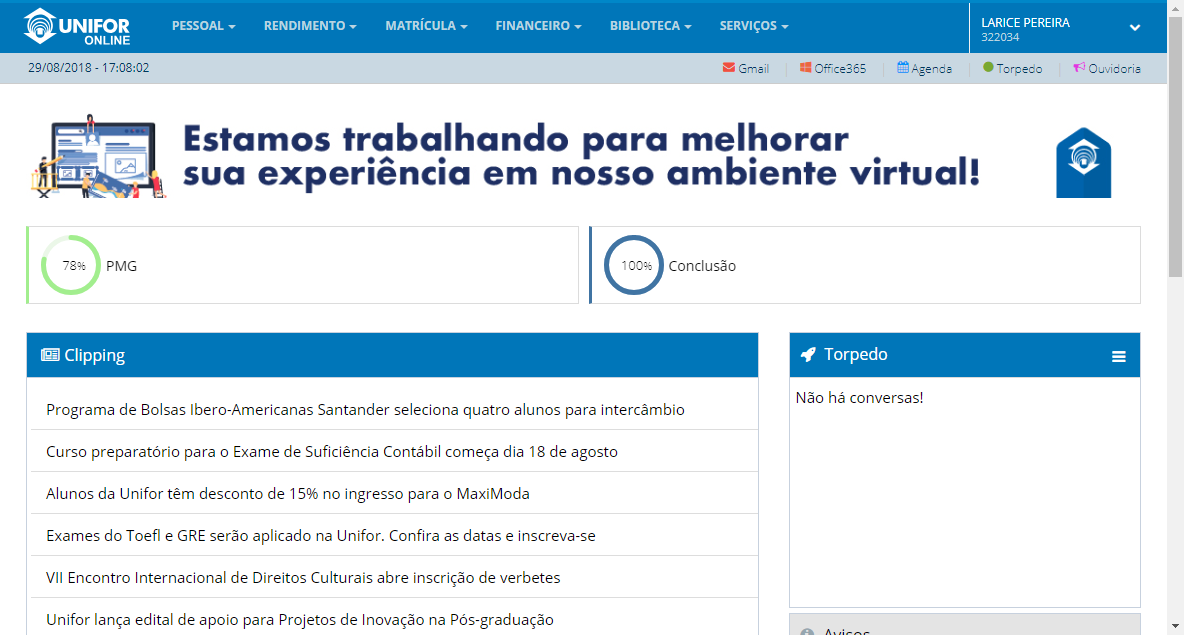 UNIFOR
ONLINE
PESSOAL RENDIMENTO MATRÍCULA FINANCEIRO BIBLIOTECA SERVIÇOS
LARICE PEREIRA
322034
29/08/2018 - 17:08:02
Gmail Office365 Agenda Torpedo Ouvidoria
Estamos trabalhando para melhorar
sua experiência em nosso ambiente virtual!
78% PMG
100% Conclusão
Clipping
Programa de Bolsas Ibero-Americanas Santander seleciona quatro alunos para intercâmbio
Curso preparatório para o Exame de Suficiência Contábil começa dia 18 de agosto
Alunos da Unifor têm desconto de 15% no ingresso para o MaxiModa
Exames do Toefl e GRE serão aplicado na Unifor. Confira as datas e inscreva-se
VII Encontro Internacional de Direitos Culturais abre inscrição de verbetes
Unifor lança edital de apoio para Projetos de Inovação na Pós-graduação
Torpedo
Não há conversas!
Avisos